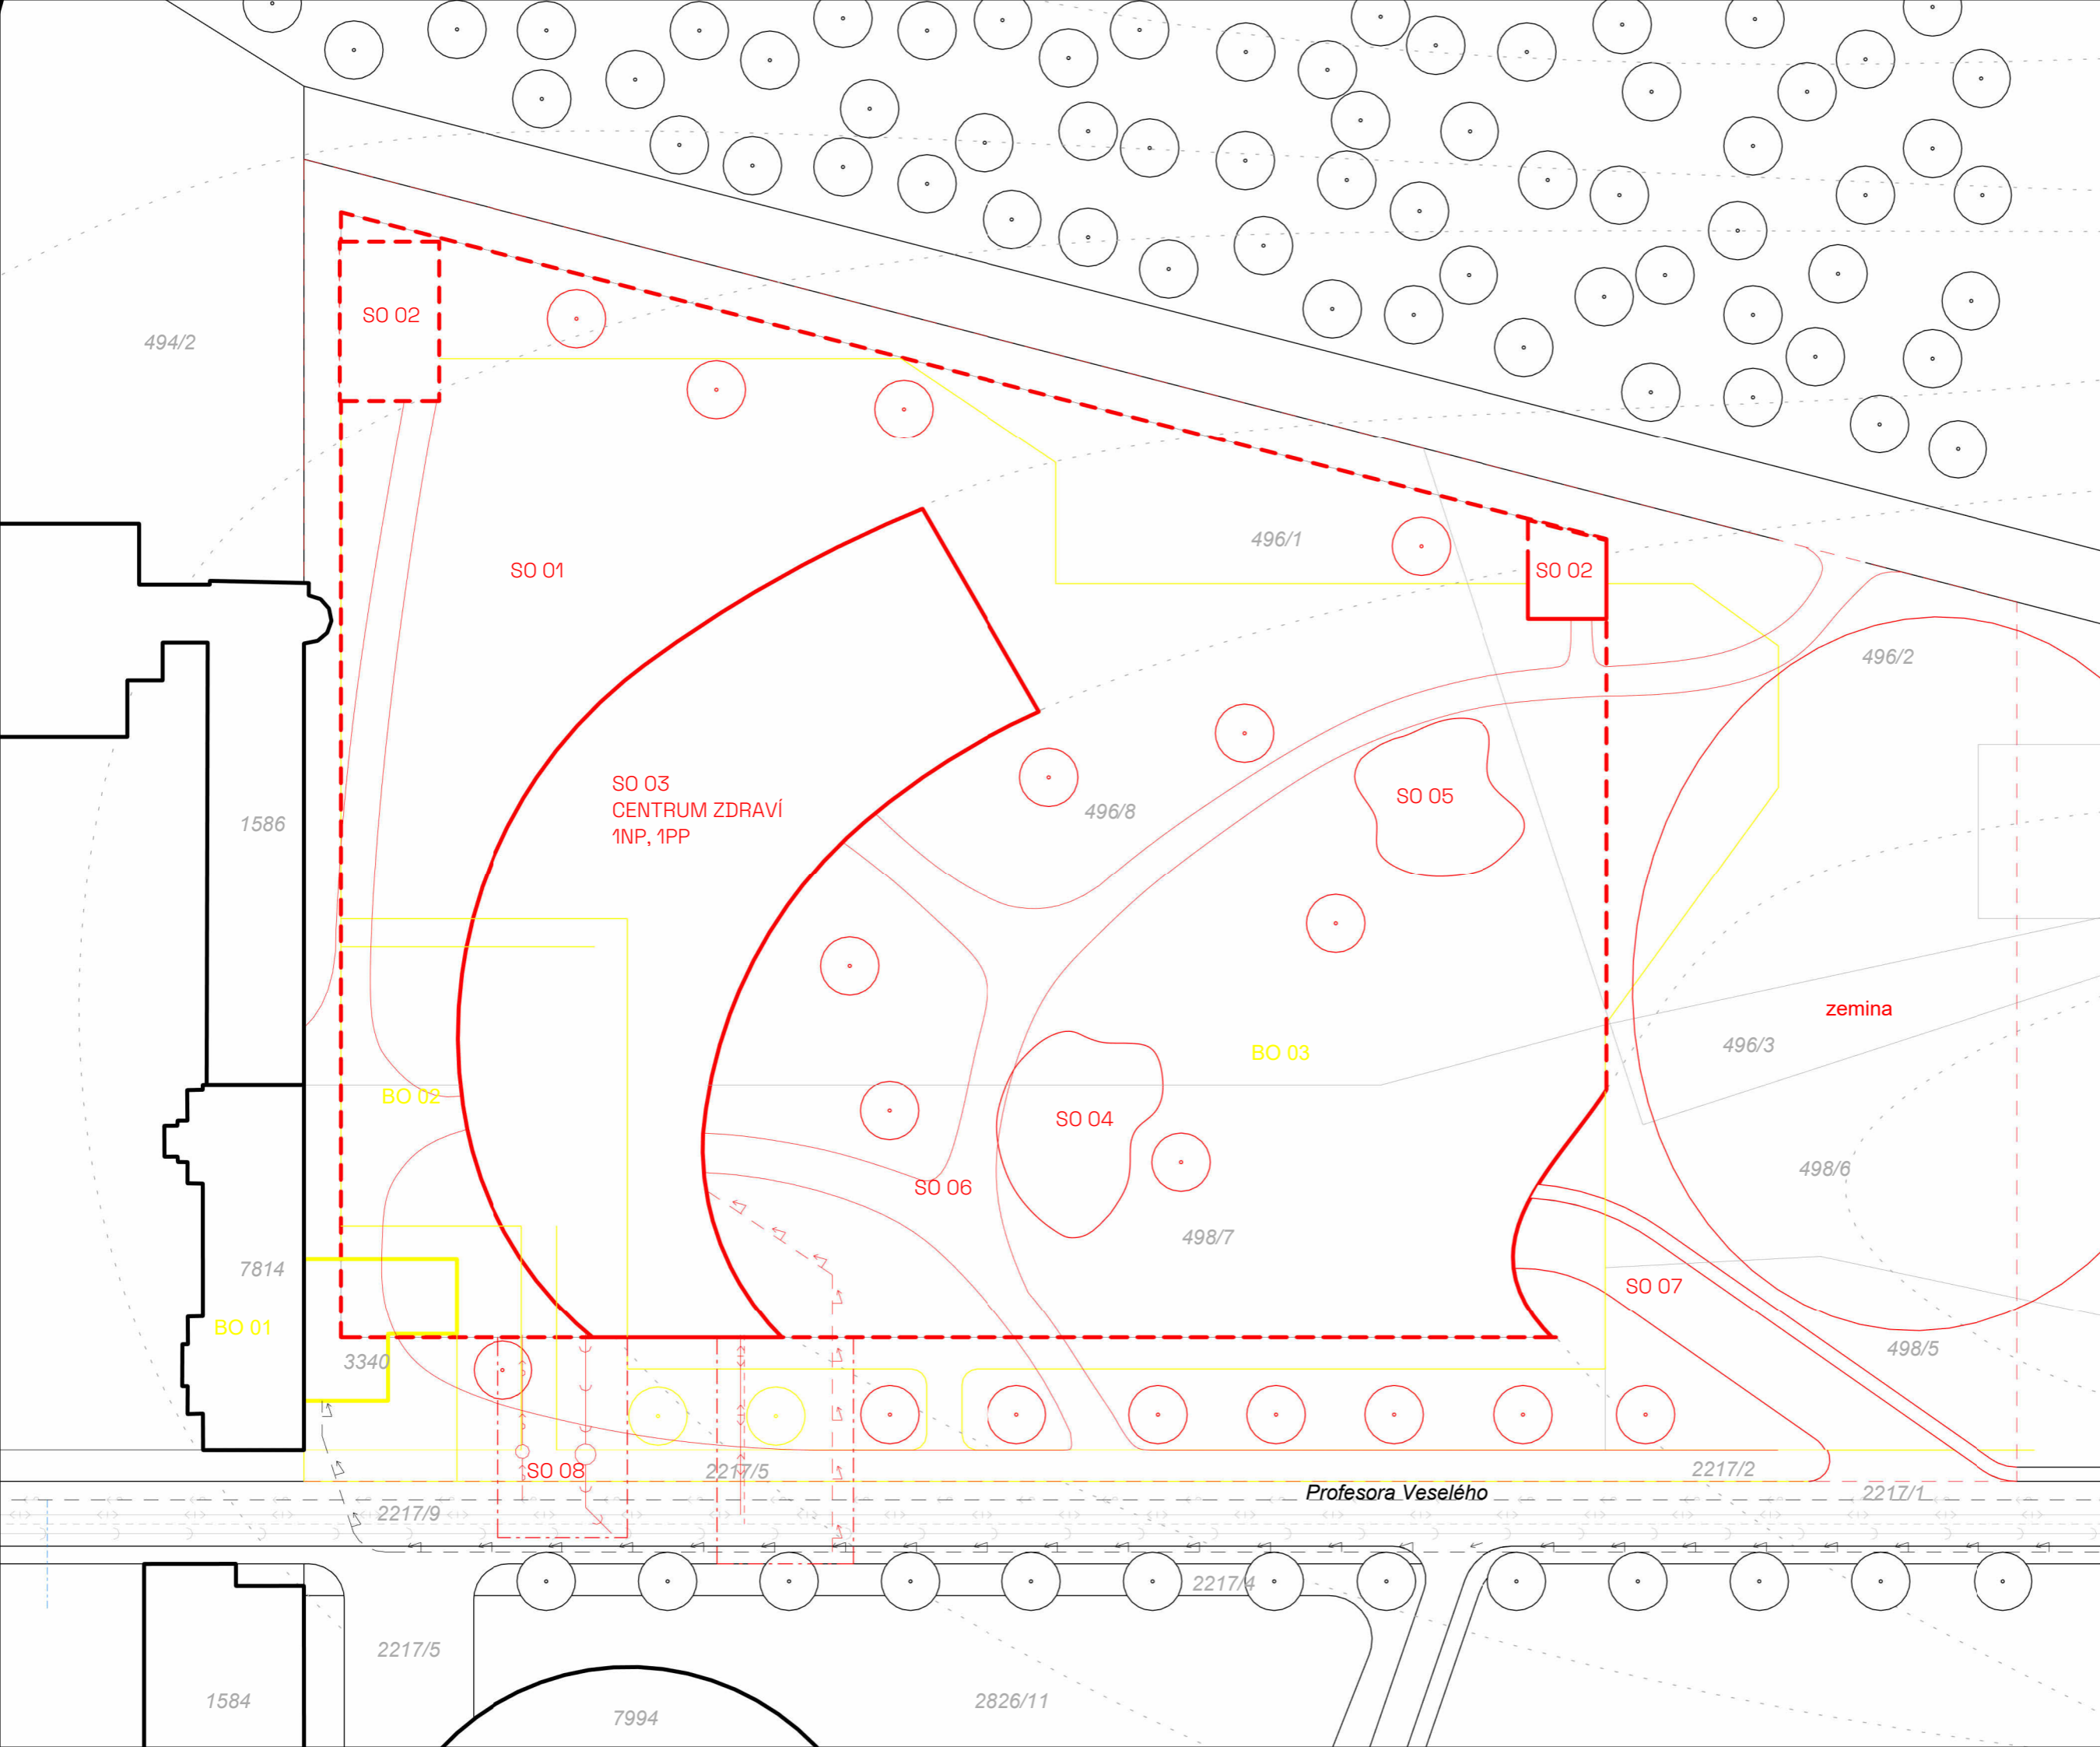 SO 02
494/2
496/1
SO 01
SO 02
496/2
SO 03
CENTRUM ZDRAVÍ
1NP, 1PP
SO 05
496/8
1586
zemina
496/3
BO 03
BO 02
SO 04
498/6
SO 06
498/7
7814
SO 07
BO 01
3340
498/5
SO 08
2217/5
2217/2
Profesora Veselého
2217/1
2217/9
2217/4
2217/5
1584
7994
2826/11